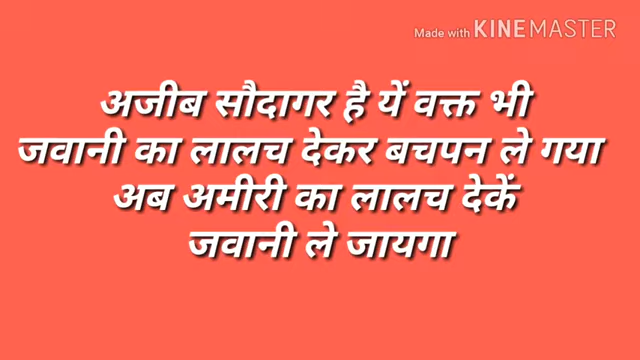 Made with KINEMASTER
अजीब सौदागर है यें वक्त भी
जवानी का लालच देकर बचपन ले गया
अब अमीरी का लालच देकें
जवानी ले जायगा